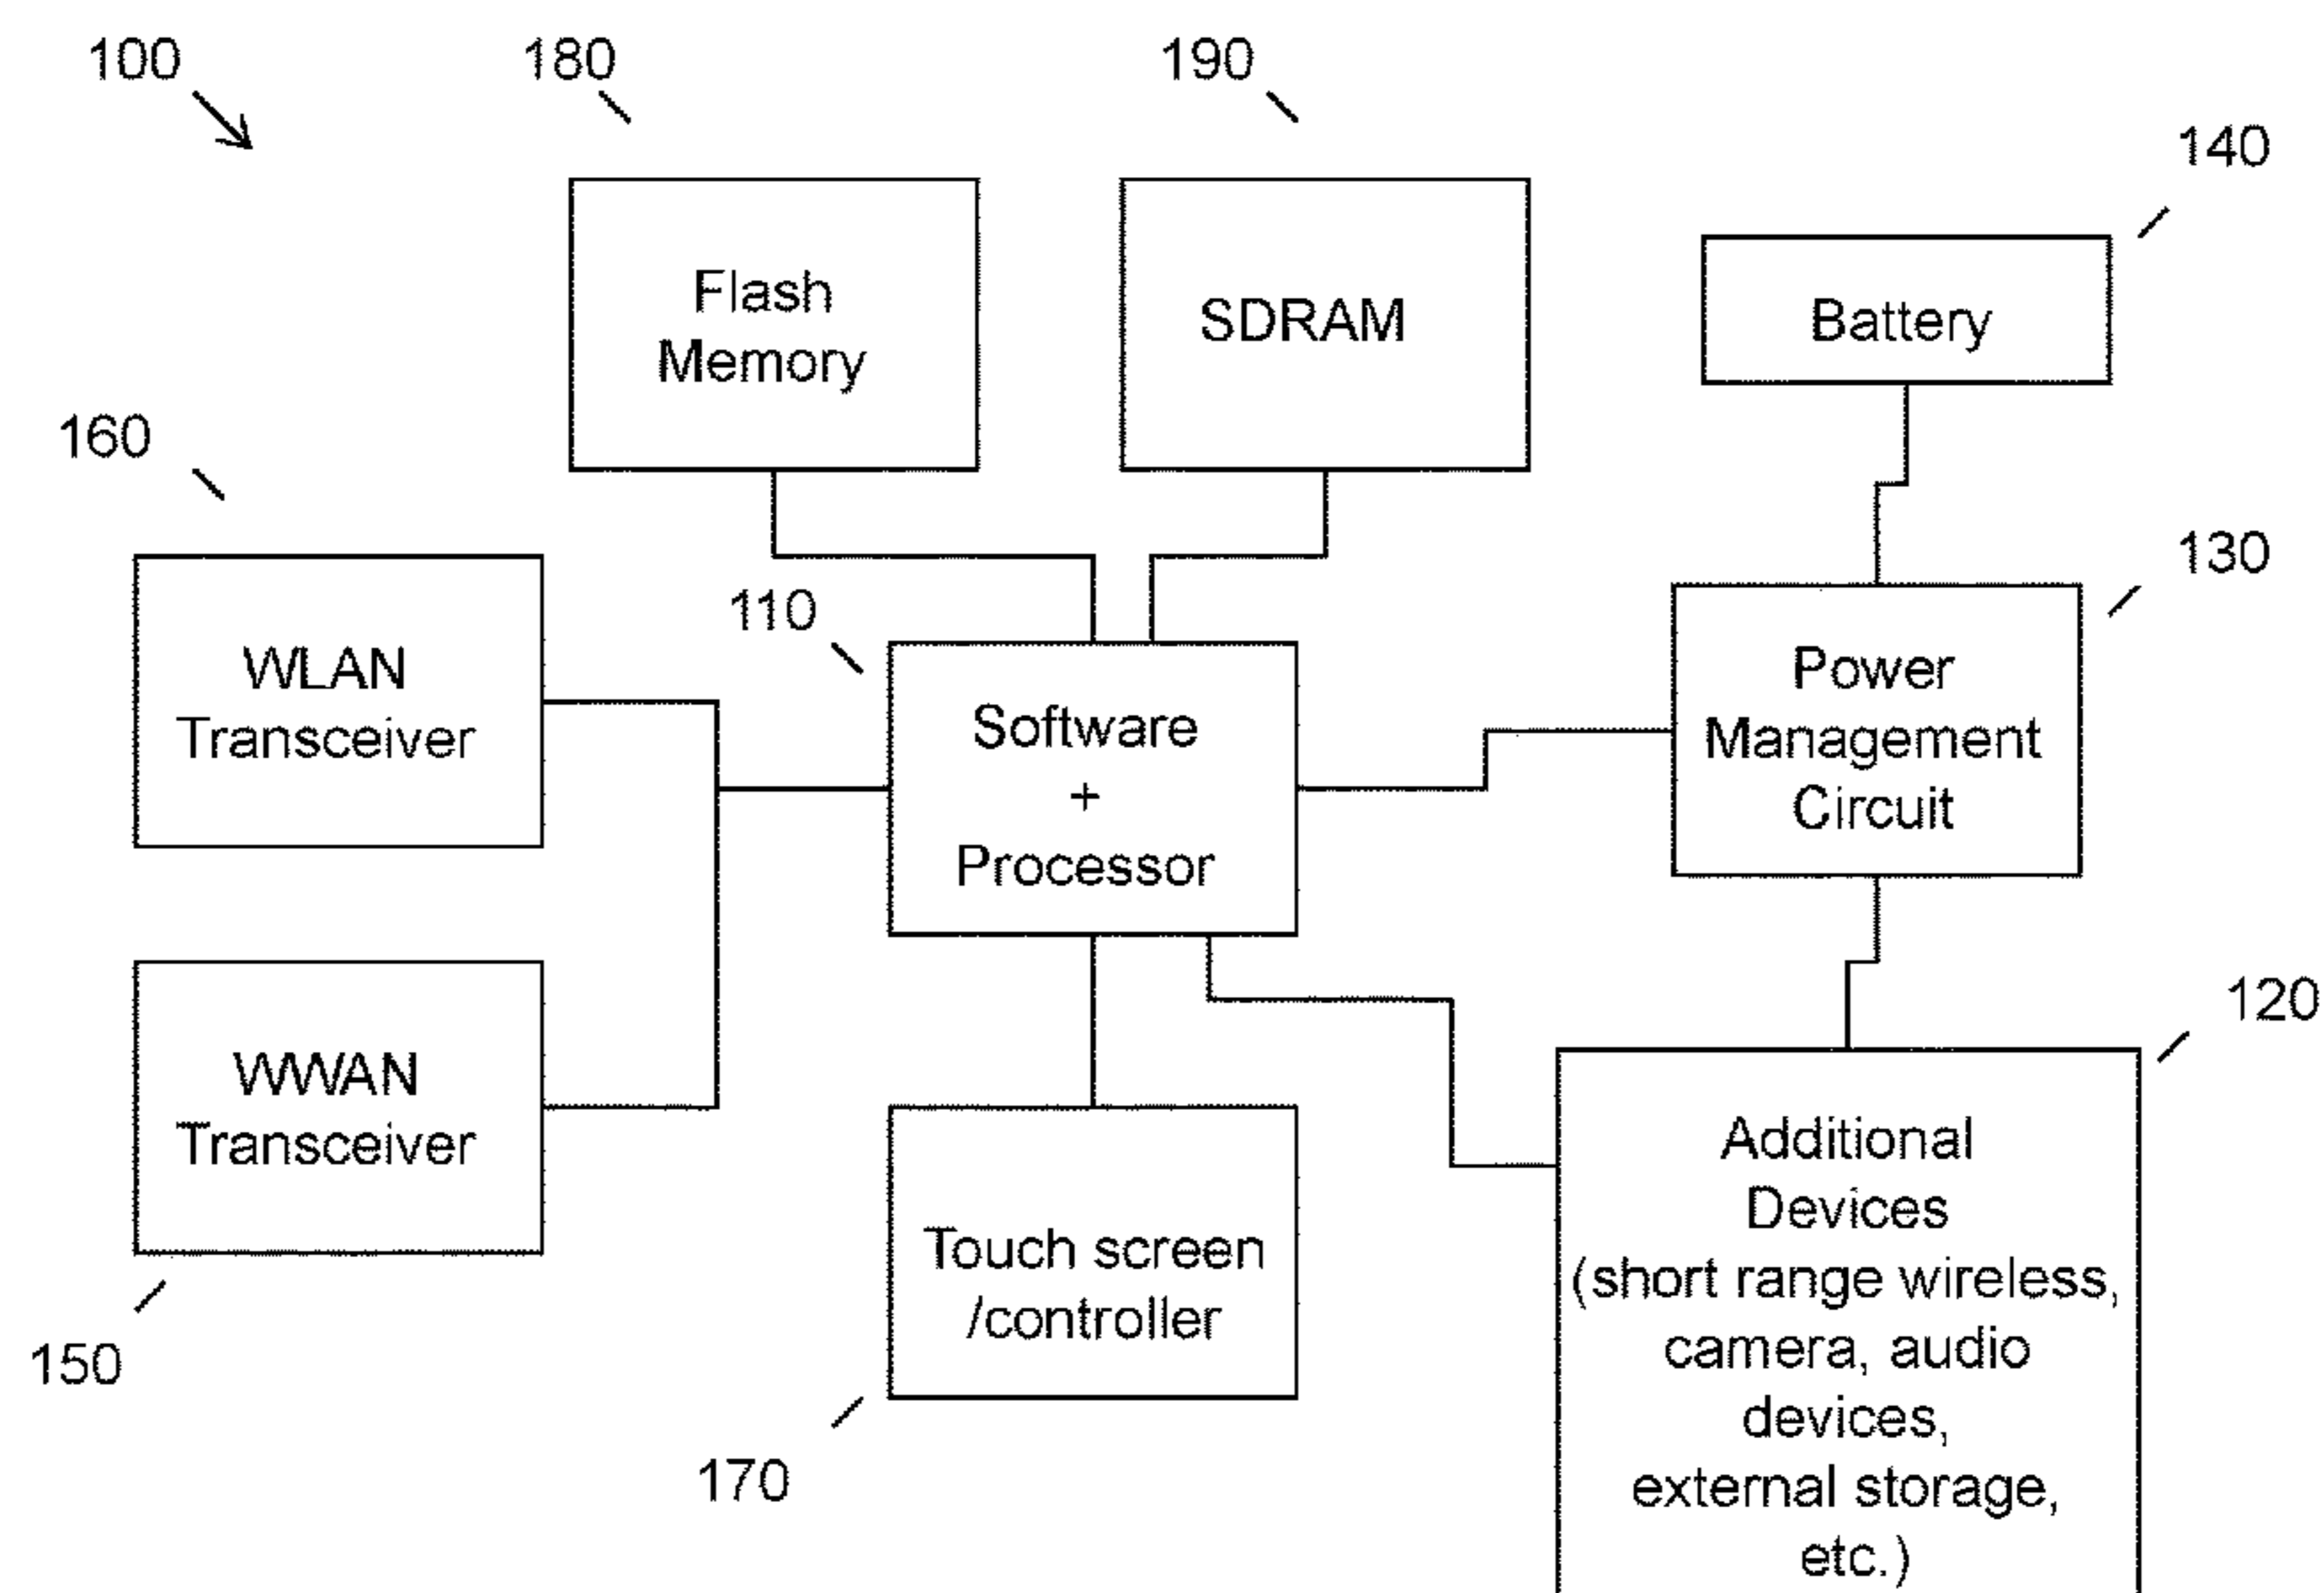 100
180
190
140
Flash
Memory
SDRAM
Battery
160
130
110
WLAN
Transceiver
Software
+
Processor
Power
Management
Circuit
120
WWAN
Transceiver
150
Touch screen
/controller
170
Additional
Devices
(short range wireless,
camera, audio
devices,
external storage,
etc.)